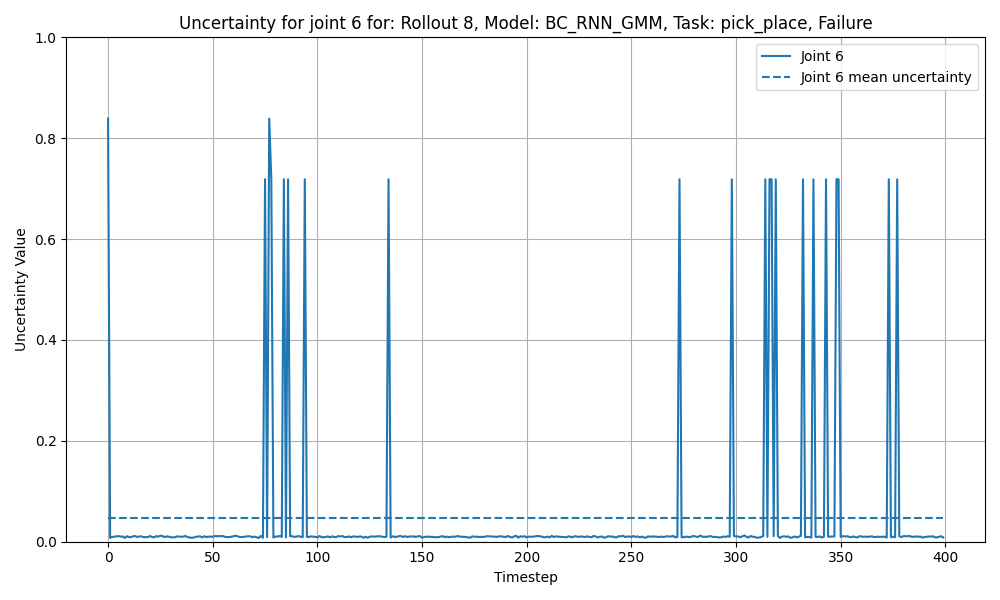 Uncertainty for joint 6 for: Rollout 8, Model: BC_RNN_GMM, Task: pick_place, Failure
Joint 6
Joint 6 mean uncertainty
Uncertainty Value
1.0
0.8
0.6
0.4
0.2
0.0
0 50 100 150 200 250 300 350 400
Timestep